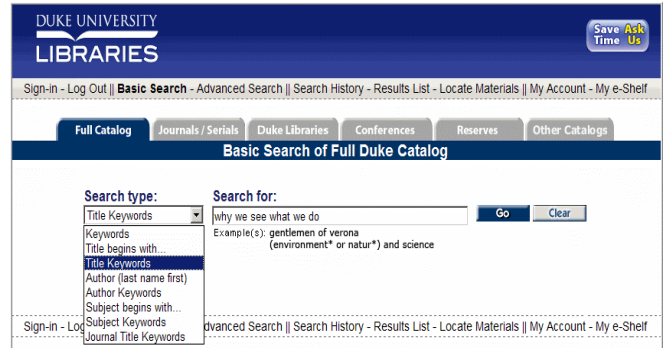 DUKE UNIVERSITY
LIBRARIES
Save Ask
Time Us
Sign-in - Log Out || Basic Search - Advanced Search || Search History - Results List - Locate Materials || My Account - My e-Shelf
Full Catalog Journals / Serials Duke Libraries Conferences Reserves Other Catalogs
Basic Search of Full Duke Catalog
Search type: Search for:
Title Keywords why we see what we do Go Clear
Example(s): gentlemen of verona
(environment* or natur*) and science
Keywords
Title begins with...
Title Keywords
Author (last name first)
Author Keywords
Subject begins with...
Subject Keywords
Journal Title Keywords
Sign-in - Log dvanced Search || Search History - Results List - Locate Materials || My Account - My e-Shelf